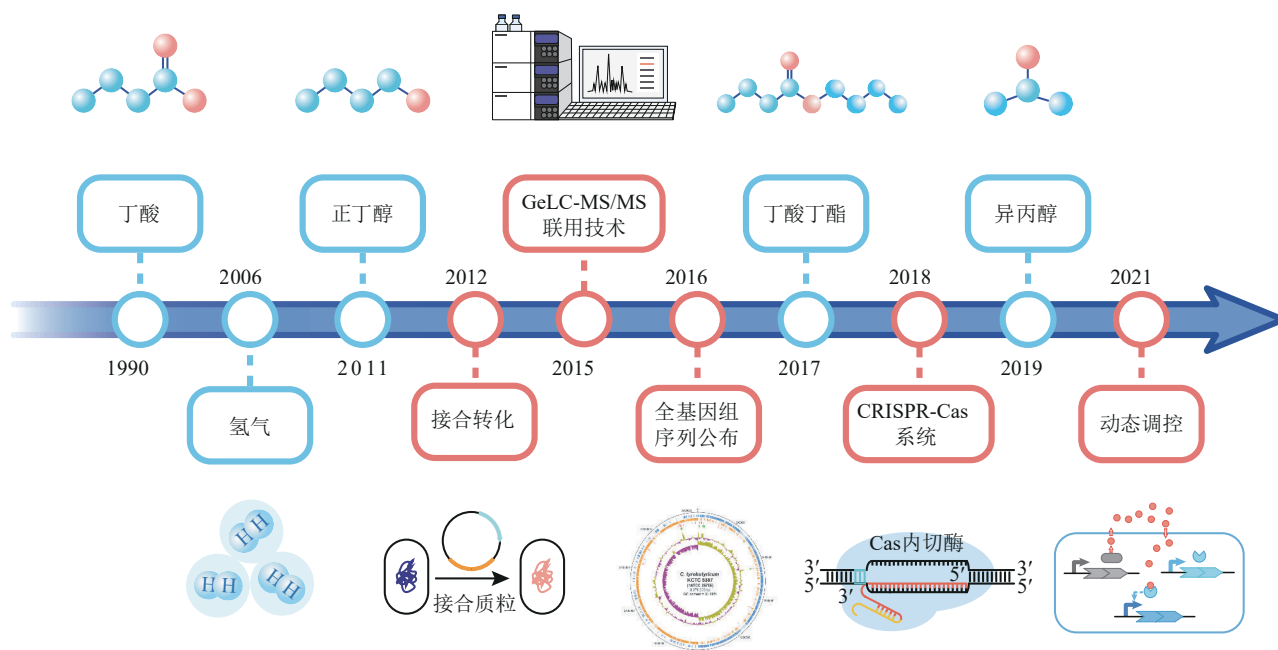 丁酸
正丁醇
GeLC-MS/MS
联用技术
丁酸丁酯
异丙醇
2006
2012
2016
2018
2021
1990
2011
2015
2017
2019
氢气
接合转化
全基因组
序列公布
CRISPR-Cas
系统
动态调控
H H
H H
H H
接合质粒
C. tyrobutyricum
KCTC 5387
Cas内切酶
3′ 5′ 3′
5′ 3′ 5′